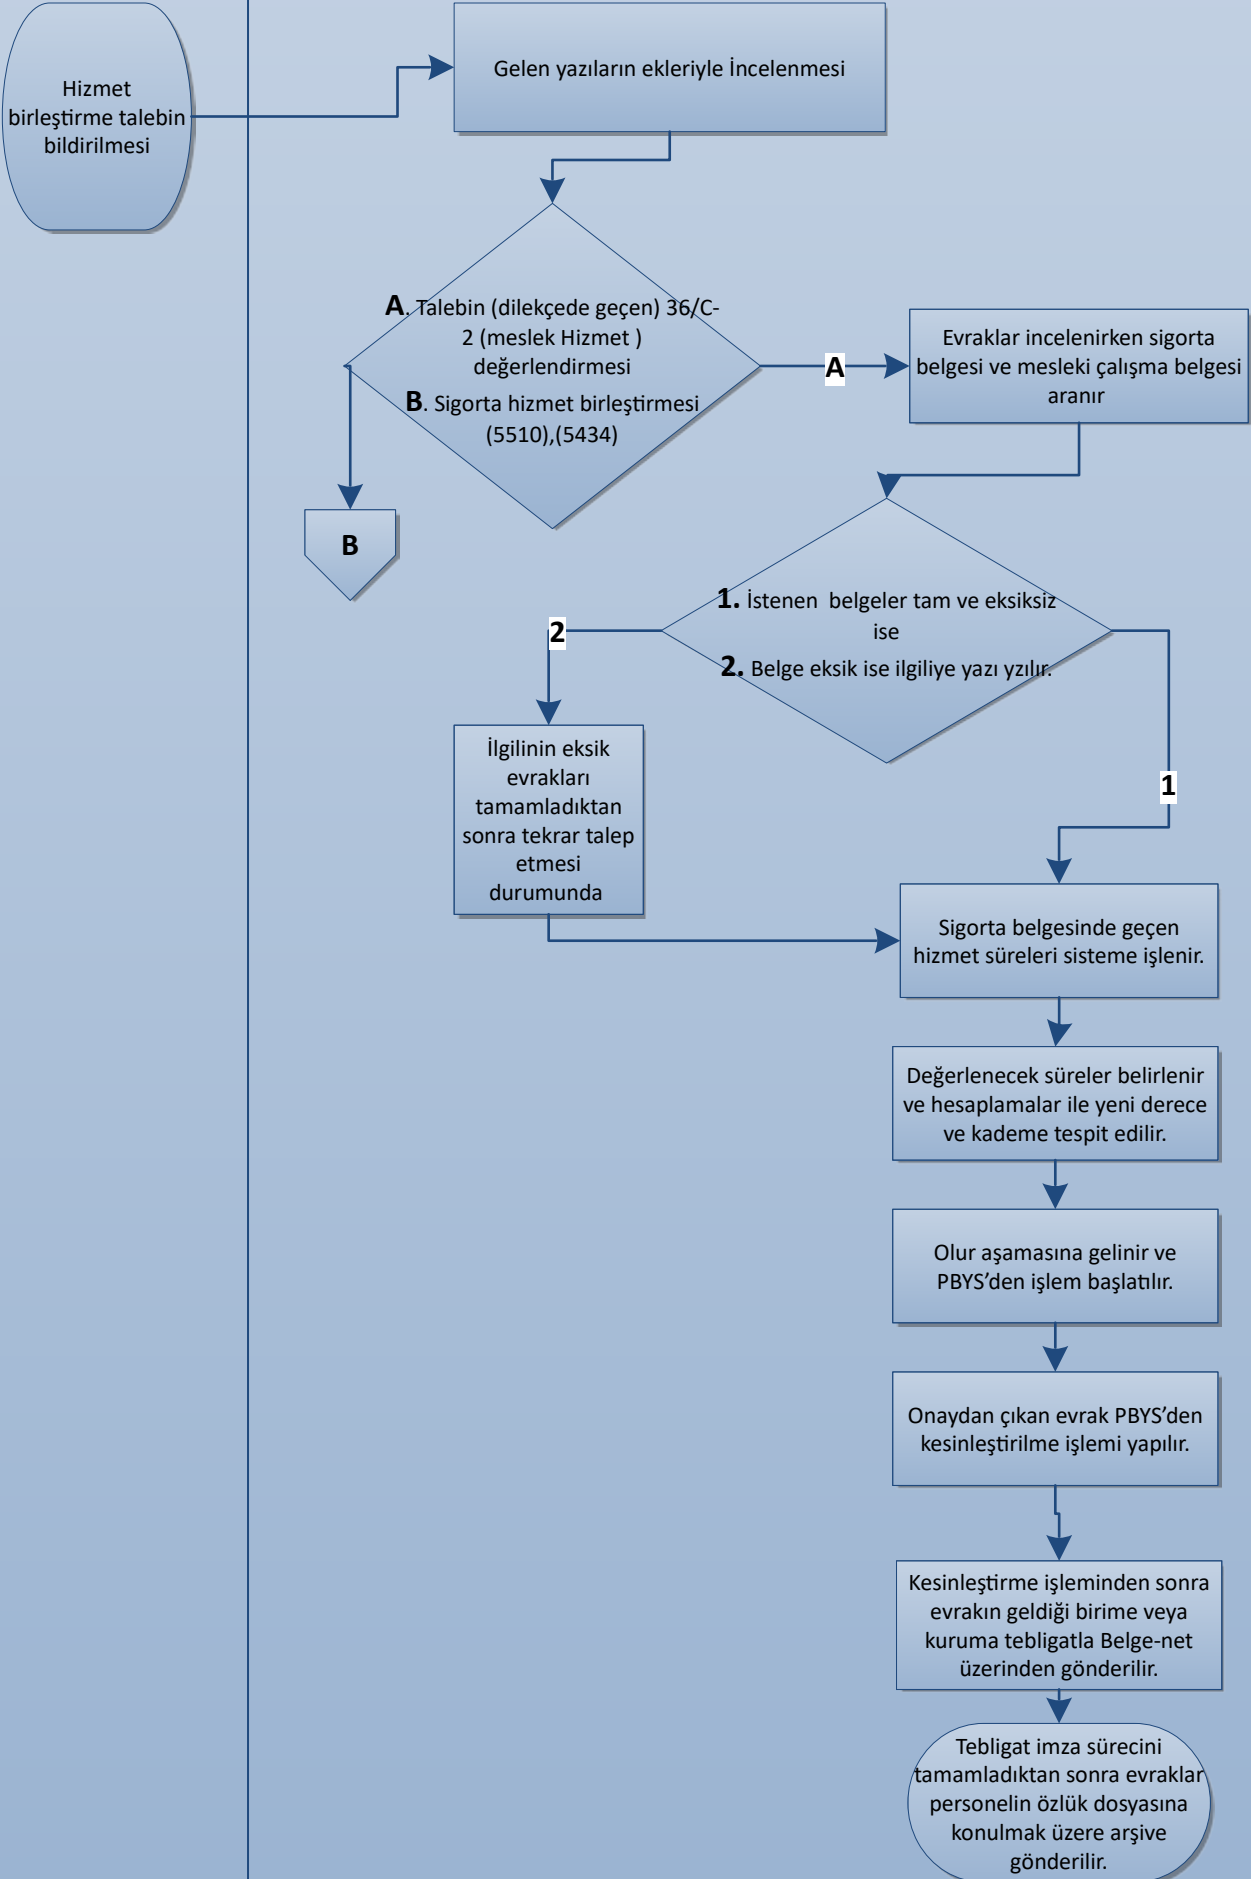 Hizmet
birleştirme talebin
bildirilmesi
Gelen yazıların ekleriyle İncelenmesi
A. Talebin (dilekçede geçen) 36/C-
2 (meslek Hizmet )
değerlendirmesi
B. Sigorta hizmet birleştirmesi
(5510),(5434)
A
Evraklar incelenirken sigorta
belgesi ve mesleki çalışma belgesi
aranır
B
1. İstenen  belgeler tam ve eksiksiz
ise
2. Belge eksik ise ilgiliye yazı yzılır.
2
1
İlgilinin eksik
evrakları
tamamladıktan
sonra tekrar talep
etmesi
durumunda
Sigorta belgesinde geçen
hizmet süreleri sisteme işlenir.
Değerlenecek süreler belirlenir
ve hesaplamalar ile yeni derece
ve kademe tespit edilir.
Olur aşamasına gelinir ve
PBYS’den işlem başlatılır.
Onaydan çıkan evrak PBYS’den
kesinleştirilme işlemi yapılır.
Kesinleştirme işleminden sonra
evrakın geldiği birime veya
kuruma tebligatla Belge-net
üzerinden gönderilir.
Tebligat imza sürecini
tamamladıktan sonra evraklar
personelin özlük dosyasına
konulmak üzere arşive
gönderilir.